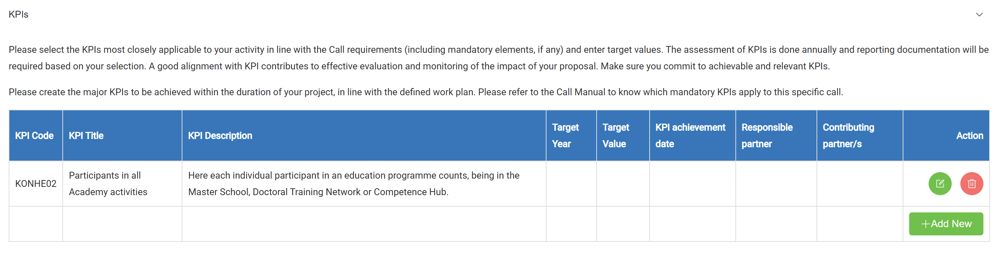 KPIs
Please select the KPIs most closely applicable to your activity in line with the Call requirements (including mandatory elements, if any) and enter target values. The assessment of KPIs is done annually and reporting documentation will be
required based on your selection. A good alignment with KPI contributes to effective evaluation and monitoring of the impact of your proposal. Make sure you commit to achievable and relevant KPIs.
Please create the major KPIs to be achieved within the duration of your project, in line with the defined work plan. Please refer to the Call Manual to know which mandatory KPIs apply to this specific call.
KPI Code
KPI Title
KPI Description
Target
Year
Target
Value
KPI achievement
date
Responsible
partner
Contributing
partner/s
Action
KONHE02
Participants in all
Academy activities
Here each individual participant in an education programme counts, being in the
Master School, Doctoral Training Network or Competence Hub.
+Add New